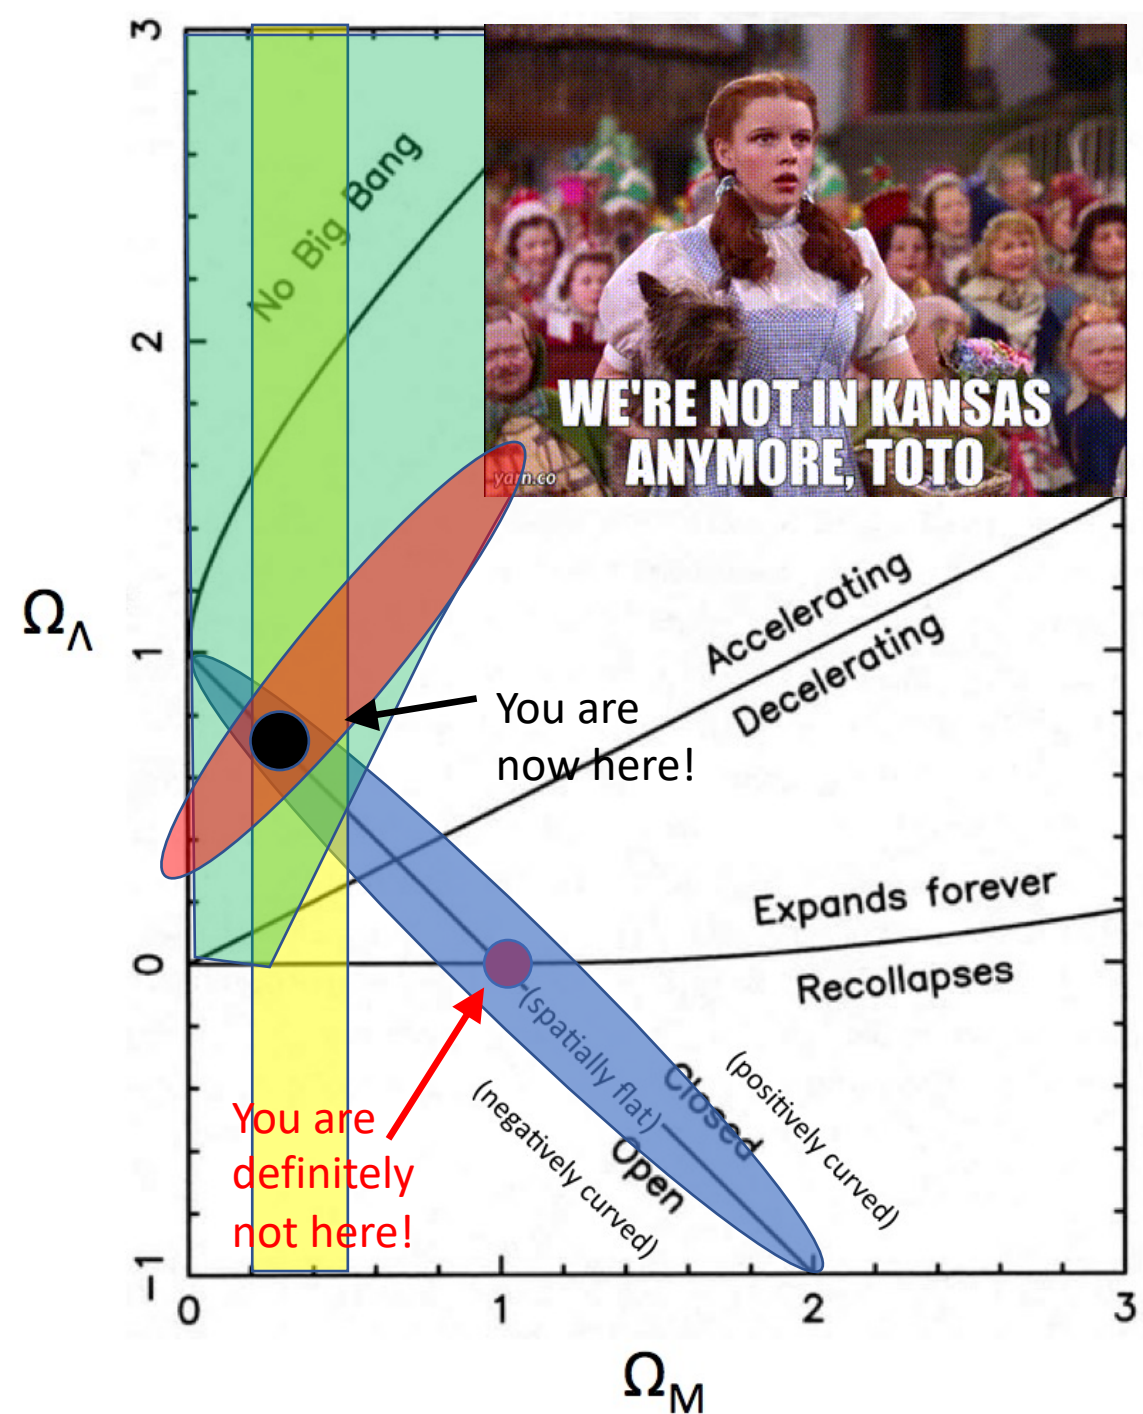 3
No Big Bang
WE'RE NOT IN KANSAS
ANYMORE, TOTO
yarn.co
2
Accelerating
Decelerating
Ω_Λ
1
You are
now here!
Expands forever
Recollapses
0
(spatially flat)
Closed
(positively curved)
Open
(negatively curved)
You are
definitely
not here!
-1
0 1 2 3
Ω_M